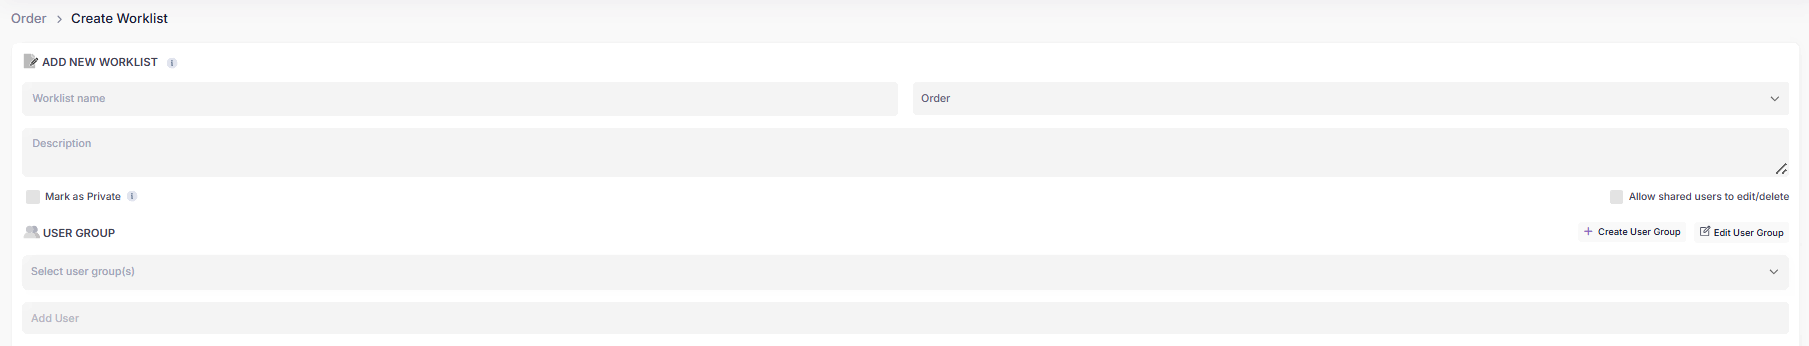 Order > Create Worklist
ADD NEW WORKLIST i
Worklist name
Order
Description
Mark as Private i
Allow shared users to edit/delete
USER GROUP
+ Create User Group
Edit User Group
Select user group(s)
Add User